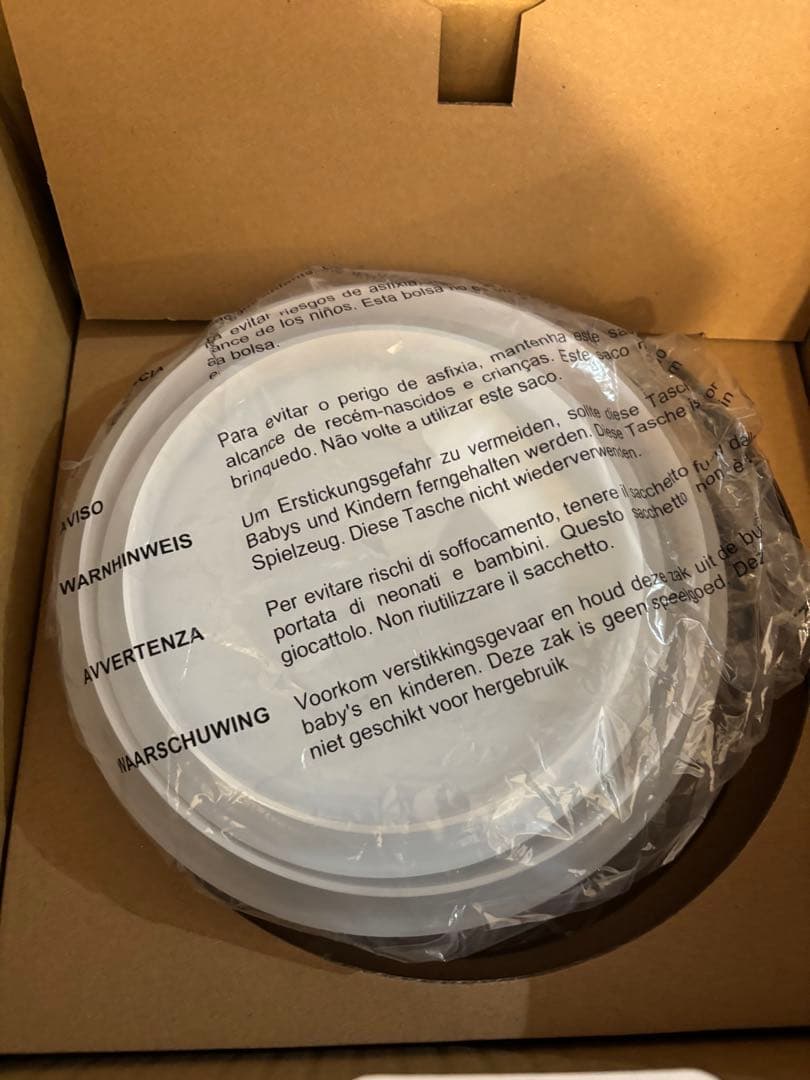 evitar riesgos de asfixia,
alcance de los niños. Esta bolsa no es
bolsa.
AVISO
Para evitar o perigo de asfixia, mantenha este
alcance de recém-nascidos e crianças. Este saco
brinquedo. Não volte a utilizar este saco.
WARNHINWEIS
Um Erstickungsgefahr zu vermeiden, sollte diese
Babys und Kindern ferngehalten werden. Diese Tasche is
Spielzeug. Diese Tasche nicht wiederverwenden.
AVVERTENZA
Per evitare rischi di soffocamento, tenere il sacchetto
portata di neonati e bambini. Questo sacchetto non è
giocattolo. Non riutilizzare il sacchetto.
WAARSCHUWING
Voorkom verstikkingsgevaar en houd deze zak uit de
baby's en kinderen. Deze zak is geen speelgoed.
niet geschikt voor hergebruik